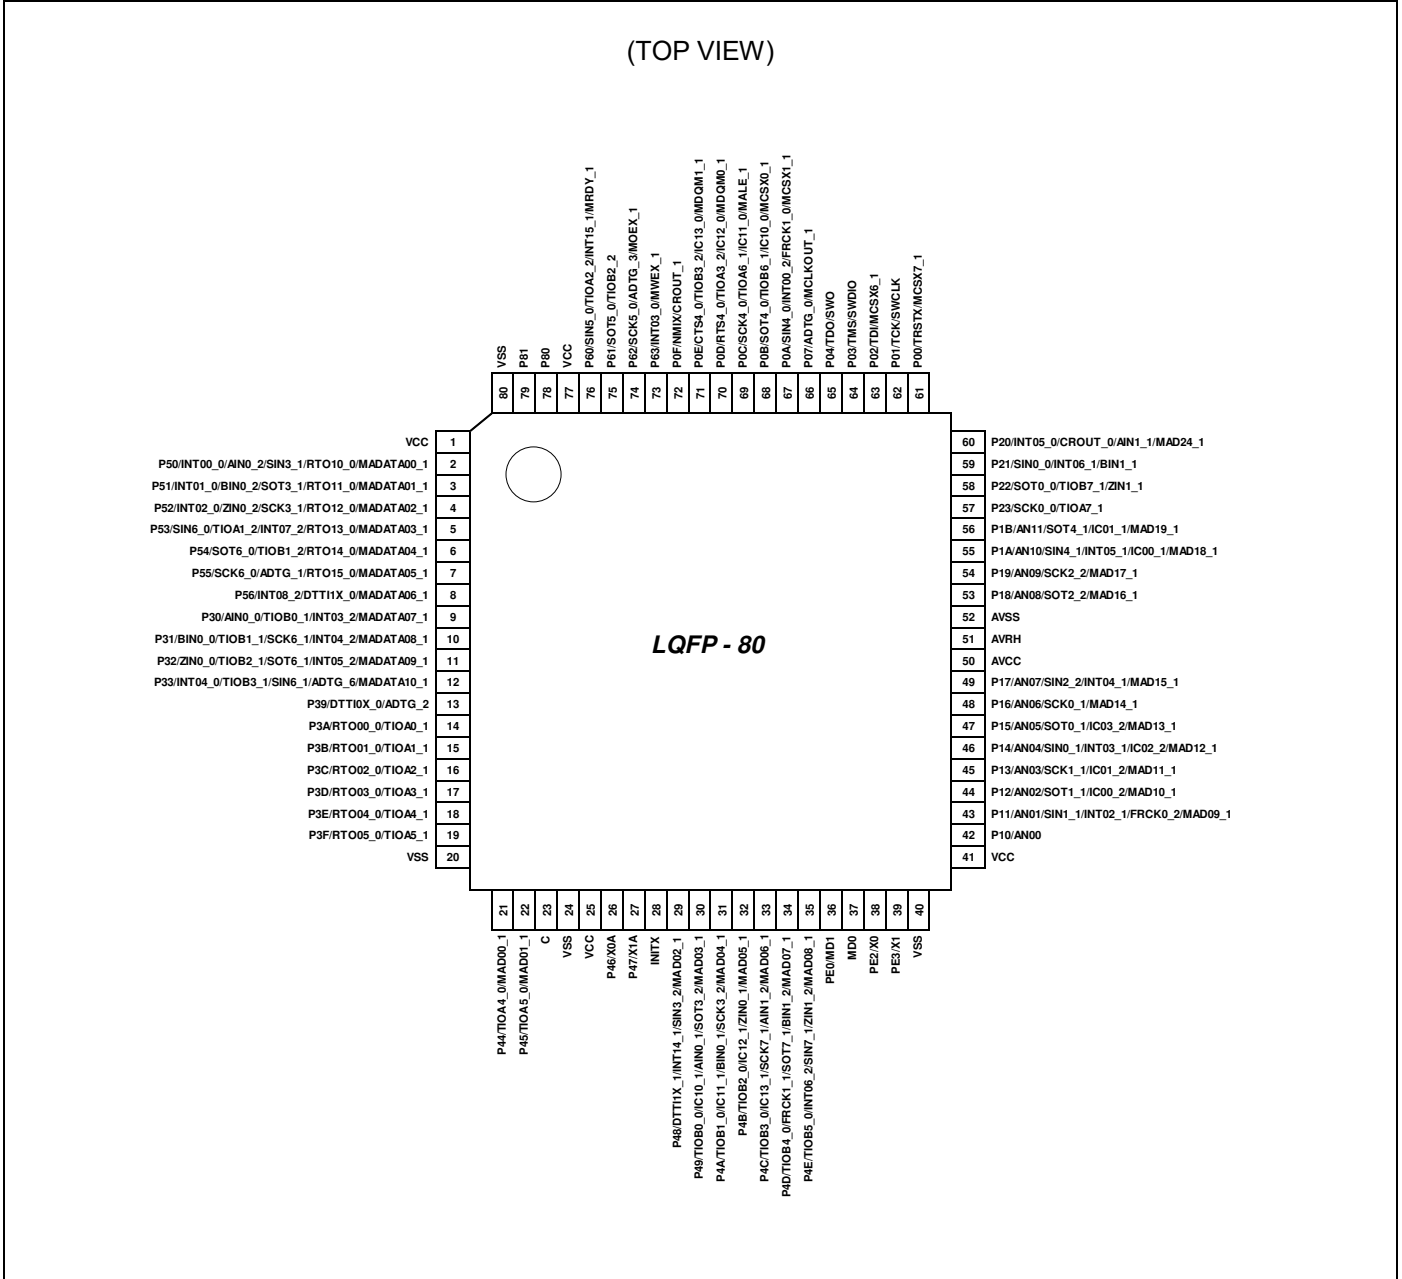 (TOP VIEW)
VSS
P81
P80
VCC
P60/SIN5_0/TIOA2_2/INT15_1/MRDY_1
P61/SOT5_0/TIOB2_2
P62/SCK5_0/ADTG_3/MOEX_1
P63/INT03_0/MWEX_1
P0F/NMIX/CROUT_1
P0E/CTS4_0/TIOB3_2/IC13_0/MDQM1_1
P0D/RTS4_0/TIOA3_2/IC12_0/MDQM0_1
P0C/SCK4_0/TIOA6_1/IC11_0/MALE_1
P0B/SOT4_0/TIOB6_1/IC10_0/MCSX0_1
P0A/SIN4_0/INT00_2/FRCK1_0/MCSX1_1
P07/ADTG_0/MCLKOUT_1
P04/TDO/SWO
P03/TMS/SWDIO
P02/TDI/MCSX6_1
P01/TCK/SWCLK
P00/TRSTX/MCSX7_1
80 79 78 77 76 75 74 73 72 71 70 69 68 67 66 65 64 63 62 61
VCC 1
P50/INT00_0/AIN0_2/SIN3_1/RTO10_0/MADATA00_1 2
P51/INT01_0/BIN0_2/SOT3_1/RTO11_0/MADATA01_1 3
P52/INT02_0/ZIN0_2/SCK3_1/RTO12_0/MADATA02_1 4
P53/SIN6_0/TIOA1_2/INT07_2/RTO13_0/MADATA03_1 5
P54/SOT6_0/TIOB1_2/RTO14_0/MADATA04_1 6
P55/SCK6_0/ADTG_1/RTO15_0/MADATA05_1 7
P56/INT08_2/DTTI1X_0/MADATA06_1 8
P30/AIN0_0/TIOB0_1/INT03_2/MADATA07_1 9
P31/BIN0_0/TIOB1_1/SCK6_1/INT04_2/MADATA08_1 10
P32/ZIN0_0/TIOB2_1/SOT6_1/INT05_2/MADATA09_1 11
P33/INT04_0/TIOB3_1/SIN6_1/ADTG_6/MADATA10_1 12
P39/DTTI0X_0/ADTG_2 13
P3A/RTO00_0/TIOA0_1 14
P3B/RTO01_0/TIOA1_1 15
P3C/RTO02_0/TIOA2_1 16
P3D/RTO03_0/TIOA3_1 17
P3E/RTO04_0/TIOA4_1 18
P3F/RTO05_0/TIOA5_1 19
VSS 20
LQFP - 80
60 P20/INT05_0/CROUT_0/AIN1_1/MAD24_1
59 P21/SIN0_0/INT06_1/BIN1_1
58 P22/SOT0_0/TIOB7_1/ZIN1_1
57 P23/SCK0_0/TIOA7_1
56 P1B/AN11/SOT4_1/IC01_1/MAD19_1
55 P1A/AN10/SIN4_1/INT05_1/IC00_1/MAD18_1
54 P19/AN09/SCK2_2/MAD17_1
53 P18/AN08/SOT2_2/MAD16_1
52 AVSS
51 AVRH
50 AVCC
49 P17/AN07/SIN2_2/INT04_1/MAD15_1
48 P16/AN06/SCK0_1/MAD14_1
47 P15/AN05/SOT0_1/IC03_2/MAD13_1
46 P14/AN04/SIN0_1/INT03_1/IC02_2/MAD12_1
45 P13/AN03/SCK1_1/IC01_2/MAD11_1
44 P12/AN02/SOT1_1/IC00_2/MAD10_1
43 P11/AN01/SIN1_1/INT02_1/FRCK0_2/MAD09_1
42 P10/AN00
41 VCC
21 22 23 24 25 26 27 28 29 30 31 32 33 34 35 36 37 38 39 40
P44/TIOA4_0/MAD00_1
P45/TIOA5_0/MAD01_1
C
VSS
VCC
P46/X0A
P47/X1A
INITX
P48/DTTI1X_1/INT14_1/SIN3_2/MAD02_1
P49/TIOB0_0/IC10_1/AIN0_1/SOT3_2/MAD03_1
P4A/TIOB1_0/IC11_1/BIN0_1/SCK3_2/MAD04_1
P4B/TIOB2_0/IC12_1/ZIN0_1/MAD05_1
P4C/TIOB3_0/IC13_1/SCK7_1/AIN1_2/MAD06_1
P4D/TIOB4_0/FRCK1_1/SOT7_1/BIN1_2/MAD07_1
P4E/TIOB5_0/INT06_2/SIN7_1/ZIN1_2/MAD08_1
PE0/MD1
MD0
PE2/X0
PE3/X1
VSS